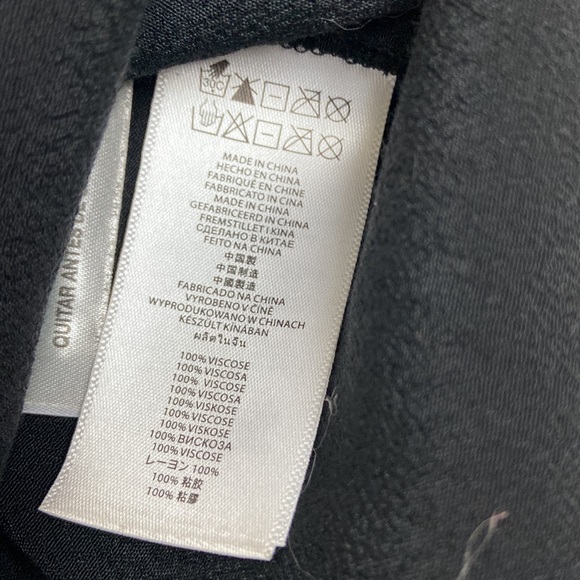 30C
MADE IN CHINA
HECHO EN CHINA
FABRIQUÉ EN CHINE
FABBRICATO IN CINA
MADE IN CHINA
GEFABRICEERD IN CHINA
FREMSTILLET I KINA
СДЕЛАНО В КИТАЕ
FEITO NA CHINA
中国製
中国制造
中國製造
FABRICADO NA CHINA
VYROBENO V ČÍNĚ
WYPRODUKOWANO W CHINACH
KÉSZÜLT KÍNÁBAN
ผลิตในจีน
100% VISCOSE
100% VISCOSA
100% VISCOSE
100% VISCOSA
100% VISKOSE
100% VISCOSE
100% VISKOSE
100% ВИСКОЗА
100% VISCOSE
レーヨン 100%
100% 粘胶
100% 粘膠
QUITAR ANTES DE